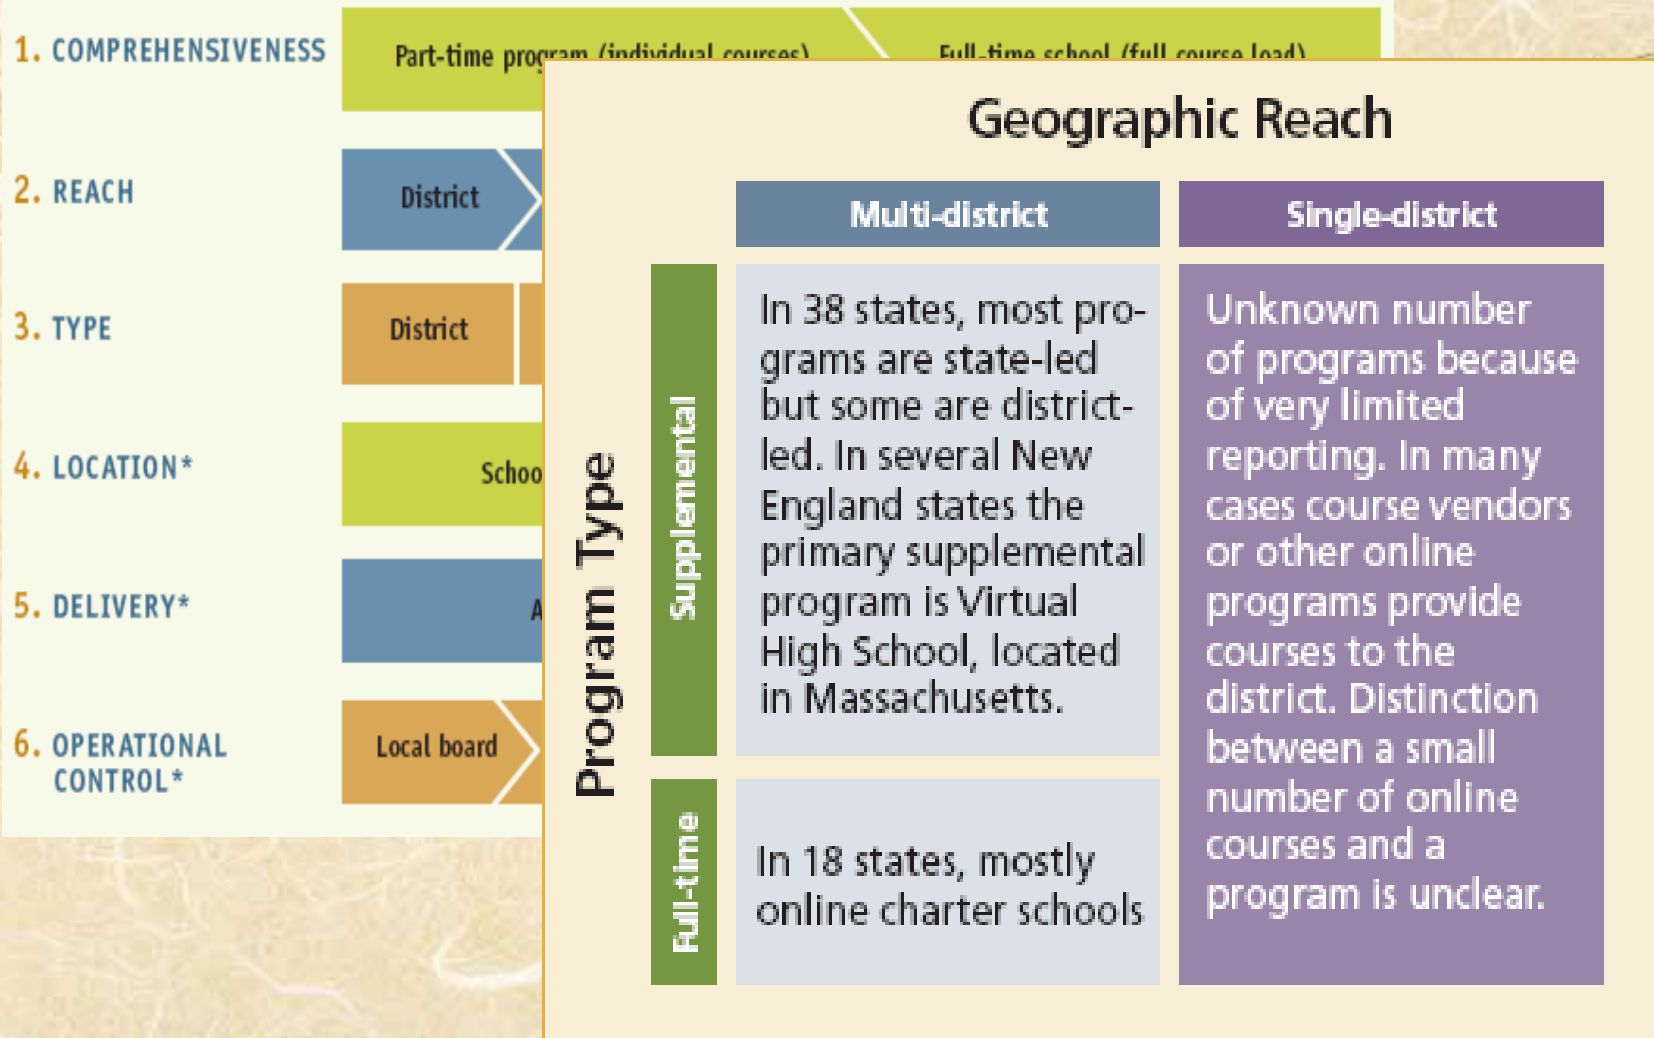 1. COMPREHENSIVENESS
Part-time program (individual courses)
Full-time school (full course load)
2. REACH
District
3. TYPE
District
4. LOCATION*
Schoo
5. DELIVERY*
A
6. OPERATIONAL
CONTROL*
Local board
Geographic Reach
Program Type
Multi-district
Single-district
Supplemental
In 38 states, most pro-
grams are state-led
but some are district-
led. In several New
England states the
primary supplemental
program is Virtual
High School, located
in Massachusetts.
Full-time
In 18 states, mostly
online charter schools
Unknown number
of programs because
of very limited
reporting. In many
cases course vendors
or other online
programs provide
courses to the
district. Distinction
between a small
number of online
courses and a
program is unclear.